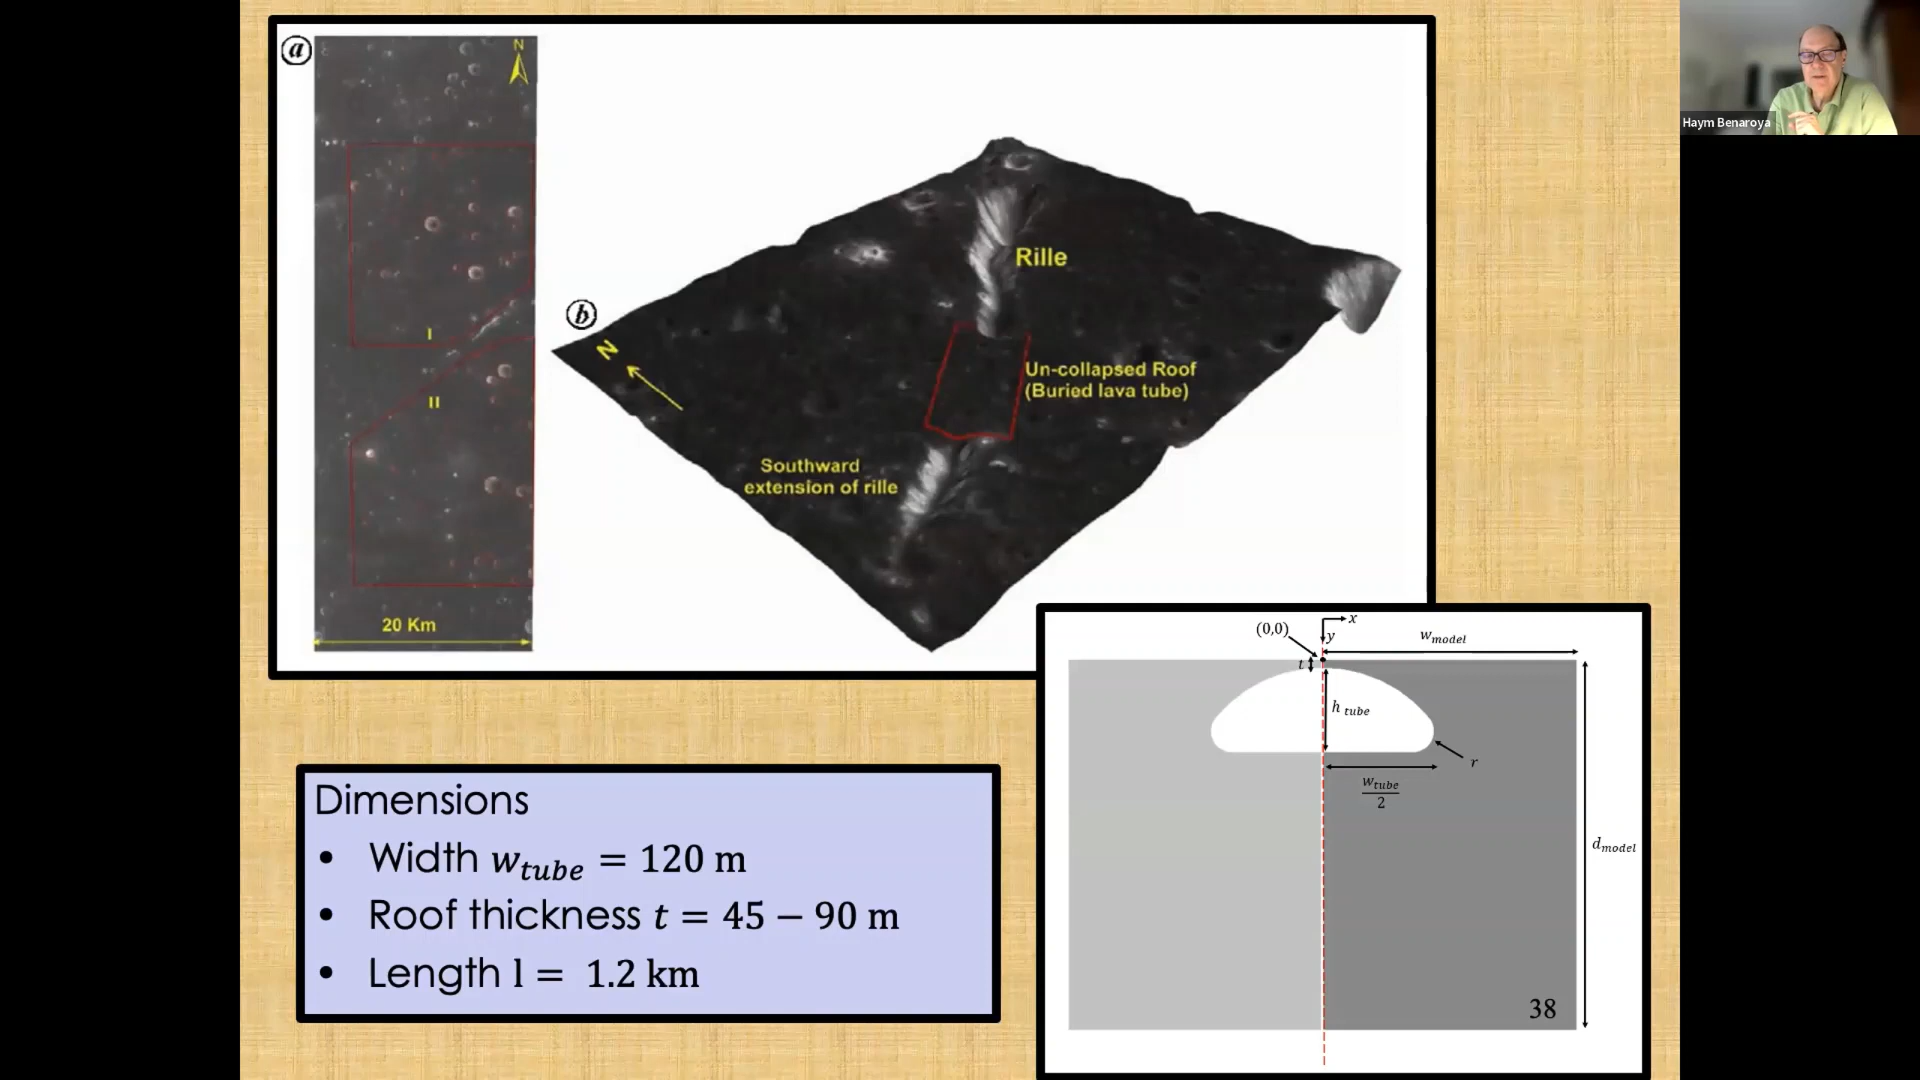 a
N
I
II
20 Km
b
N
Rille
Un-collapsed Roof
(Buried lava tube)
Southward
extension of rille
Haym Benaroya
(0,0)
x
y
t
w_model
h_tube
r
w_tube
2
d_model
38
Dimensions
• Width w_tube = 120 m
• Roof thickness t = 45 – 90 m
• Length l = 1.2 km